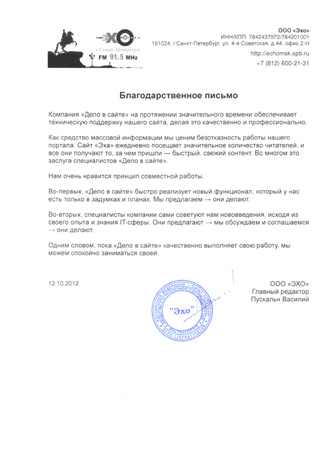 ЭХО
в Санкт-Петербурге
FM 91.5 MHz
ООО «Эхо»
ИНН/КПП: 7842437972/784201001
191024, г.Санкт-Петербург, ул. 4-я Советская, д.44, офис 2-Н
http://echomsk.spb.ru
+7 (812) 600-21-31
Благодарственное письмо
Компания «Дело в сайте» на протяжении значительного времени обеспечивает
техническую поддержку нашего сайта, делая это качественно и профессионально.
Как средство массовой информации мы ценим безотказность работы нашего
портала. Сайт «Эха» ежедневно посещает значительное количество читателей, и
все они получают то, за чем пришли — быстрый, свежий контент. Во многом это
заслуга специалистов «Дело в сайте».
Нам очень нравится принцип совместной работы.
Во-первых. «Дело в сайте» быстро реализует новый функционал, который у нас
есть только в задумках и планах. Мы предлагаем → они делают.
Во-вторых, специалисты компании сами советуют нам нововведения, исходя из
своего опыта и знания IT-сферы. Они предлагают → мы обсуждаем и соглашаемся
→ они делают.
Одним словом, пока «Дело в сайте» качественно выполняет свою работу, мы
можем спокойно заниматься своей.
12.10.2012
ООО «ЭХО»
Главный редактор
Пускальн Василий
"Эхо"